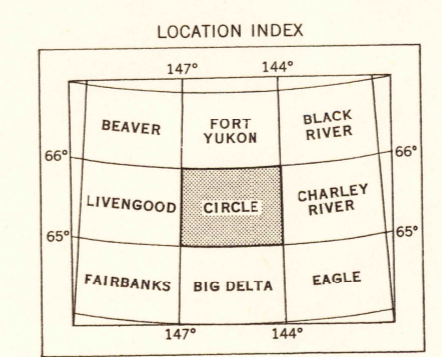 LOCATION INDEX
147° 144°
BEAVER
FORT
YUKON
BLACK
RIVER
66° 66°
LIVENGOOD
CIRCLE
CHARLEY
RIVER
65° 65°
FAIRBANKS
BIG DELTA
EAGLE
147° 144°